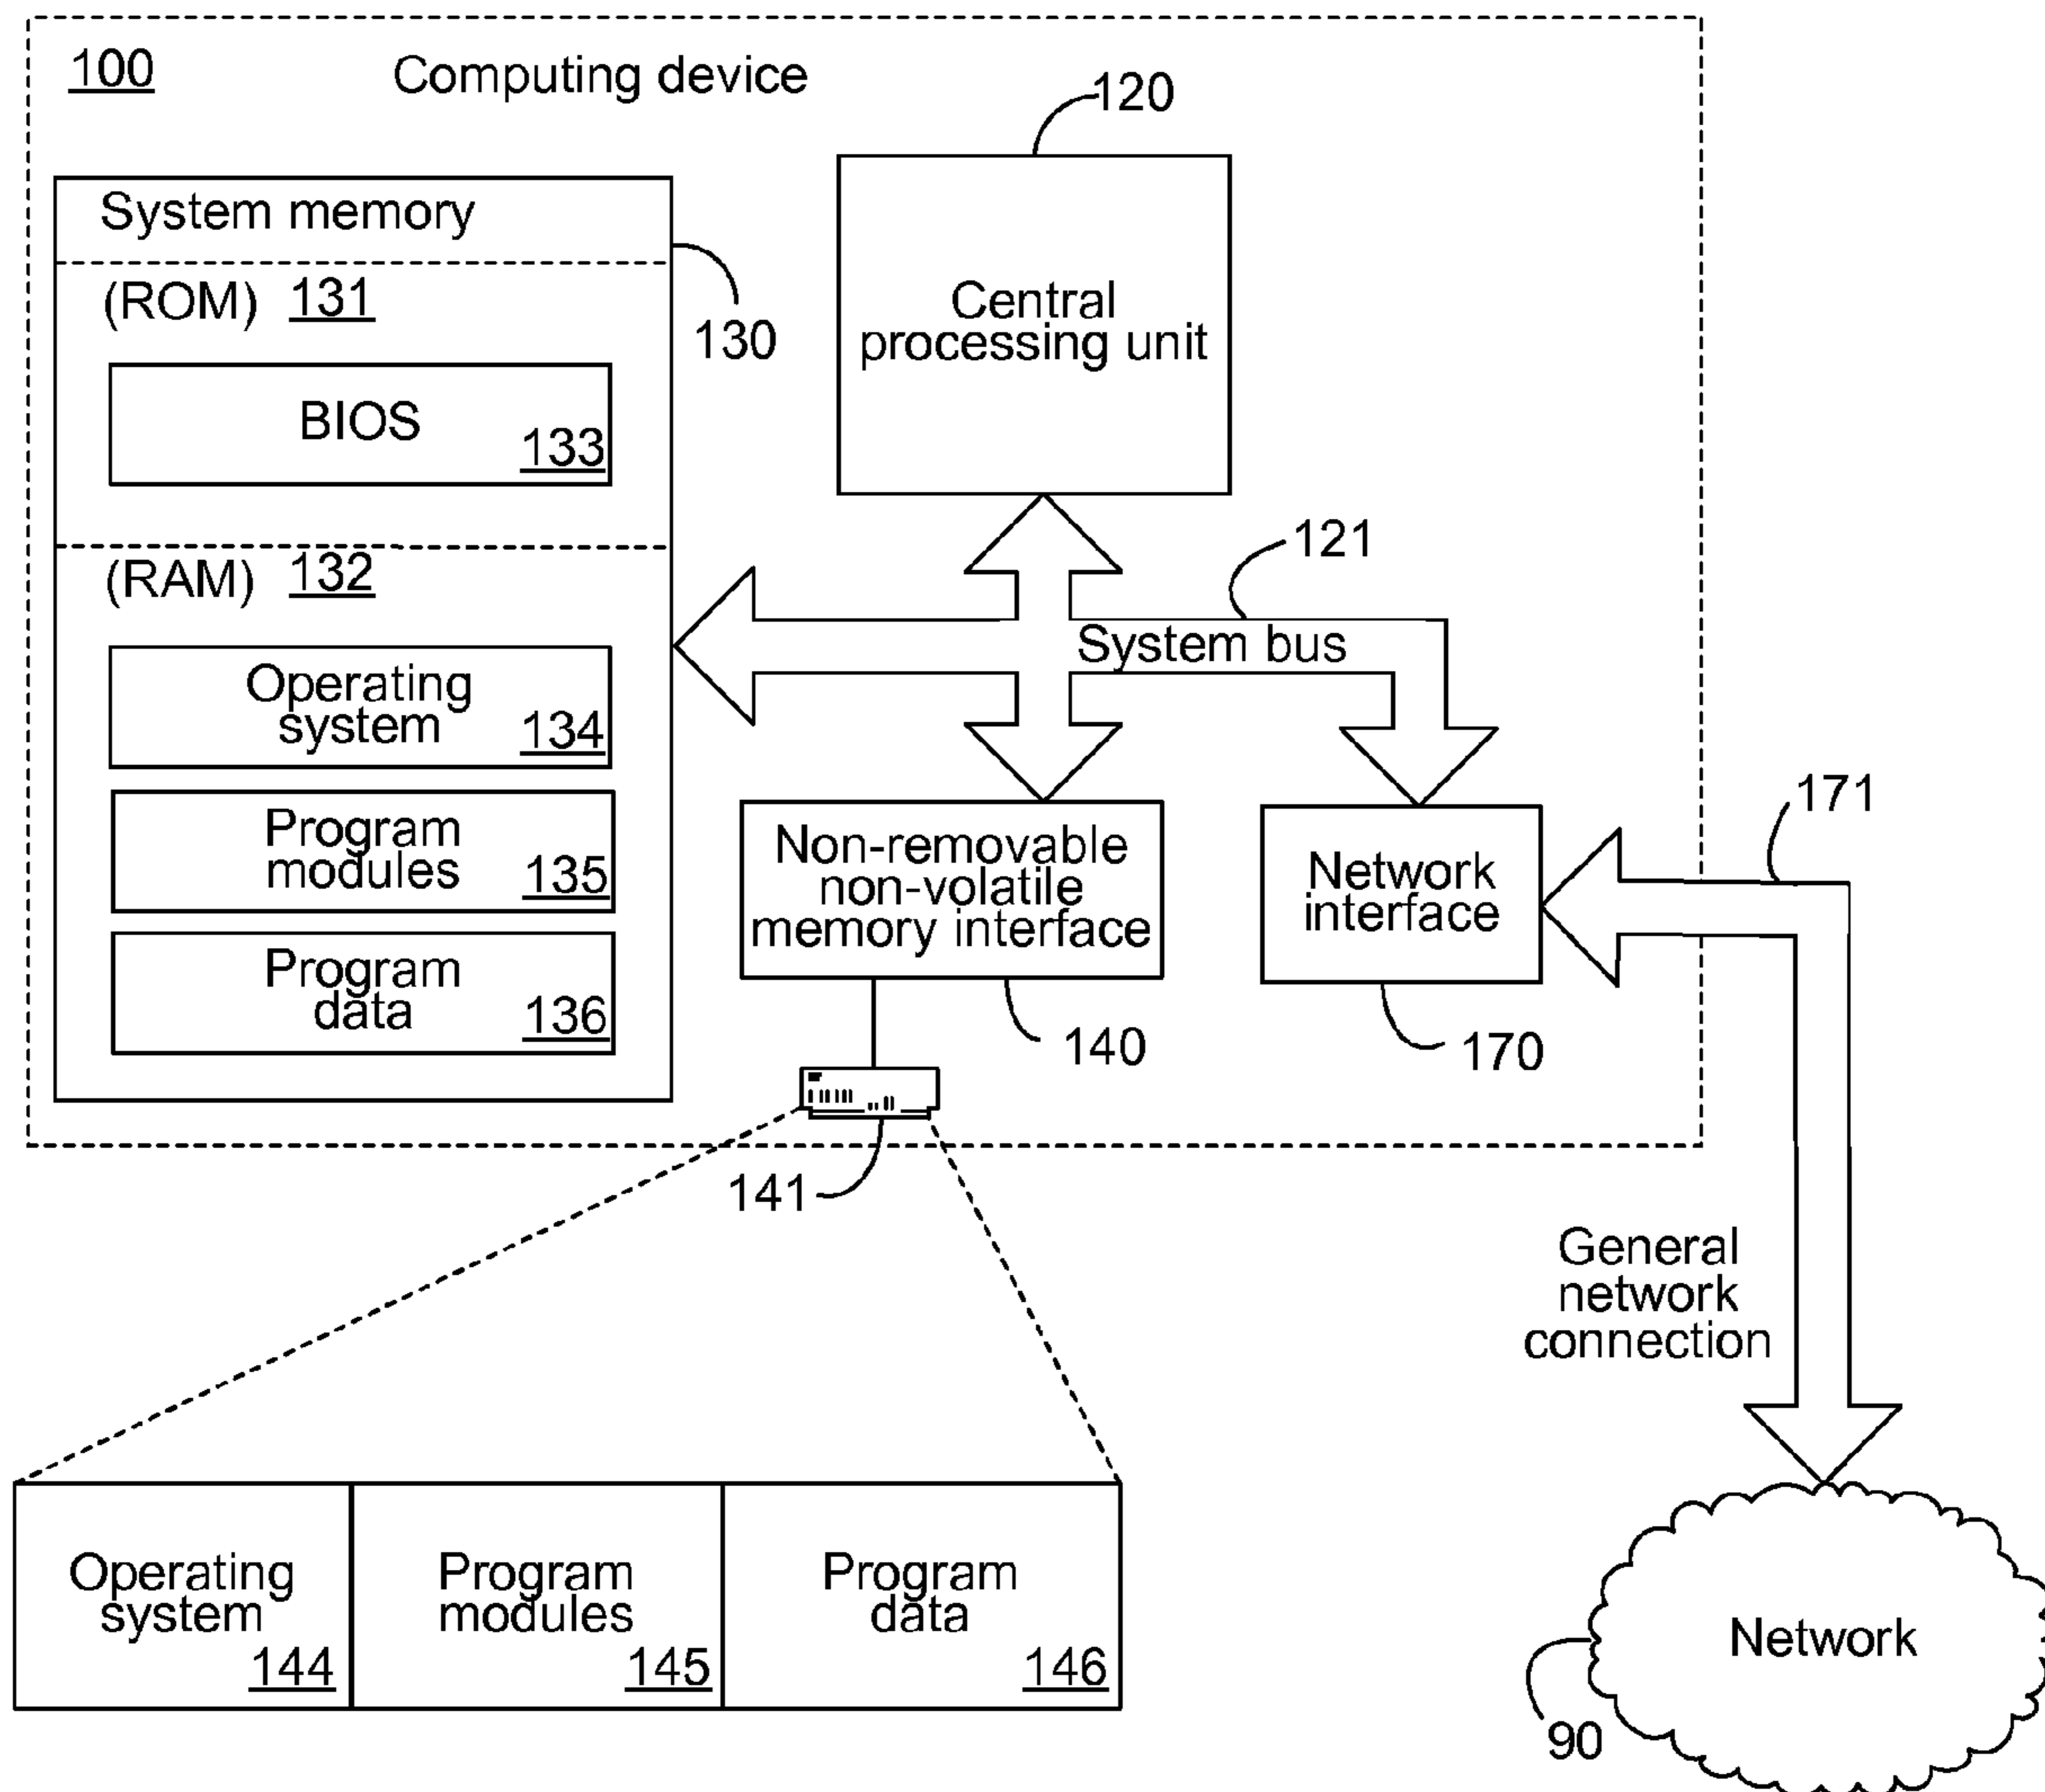 100
Computing device
120
System memory
(ROM) 131
130
BIOS
133
Central
processing unit
(RAM) 132
121
System bus
Operating
system
134
Program
modules
135
Program
data
136
Non-removable
non-volatile
memory interface
Network
interface
171
140
170
141
General
network
connection
Operating
system
144
Program
modules
145
Program
data
146
Network
90